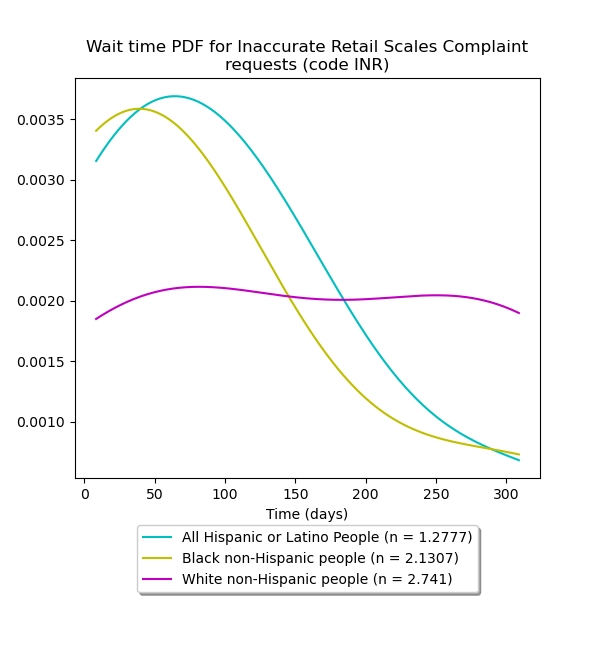 Wait time PDF for Inaccurate Retail Scales Complaint
requests (code INR)
0.0035
0.0030
0.0025
0.0020
0.0015
0.0010
0 50 100 150 200 250 300
Time (days)
All Hispanic or Latino People (n = 1.2777)
Black non-Hispanic people (n = 2.1307)
White non-Hispanic people (n = 2.741)